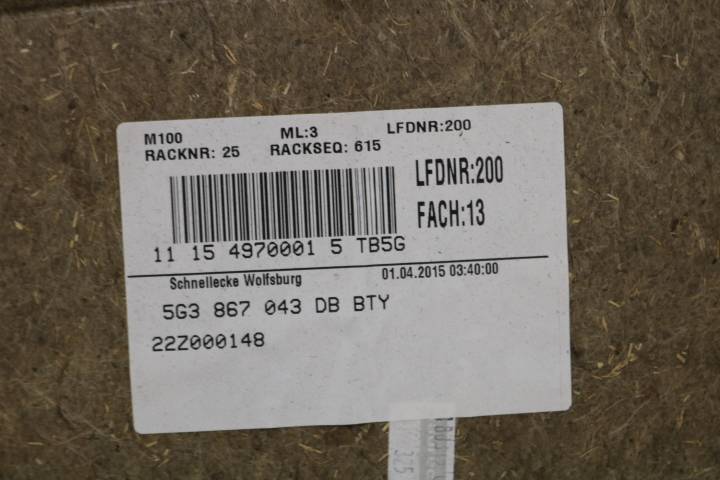 M100 ML:3 LFDNR:200
RACKNR: 25 RACKSEQ: 615
LFDNR:200
FACH:13
11 15 4970001 5 TB5G
Schnellecke Wolfsburg 01.04.2015 03:40:00
5G3 867 043 DB BTY
22Z000148